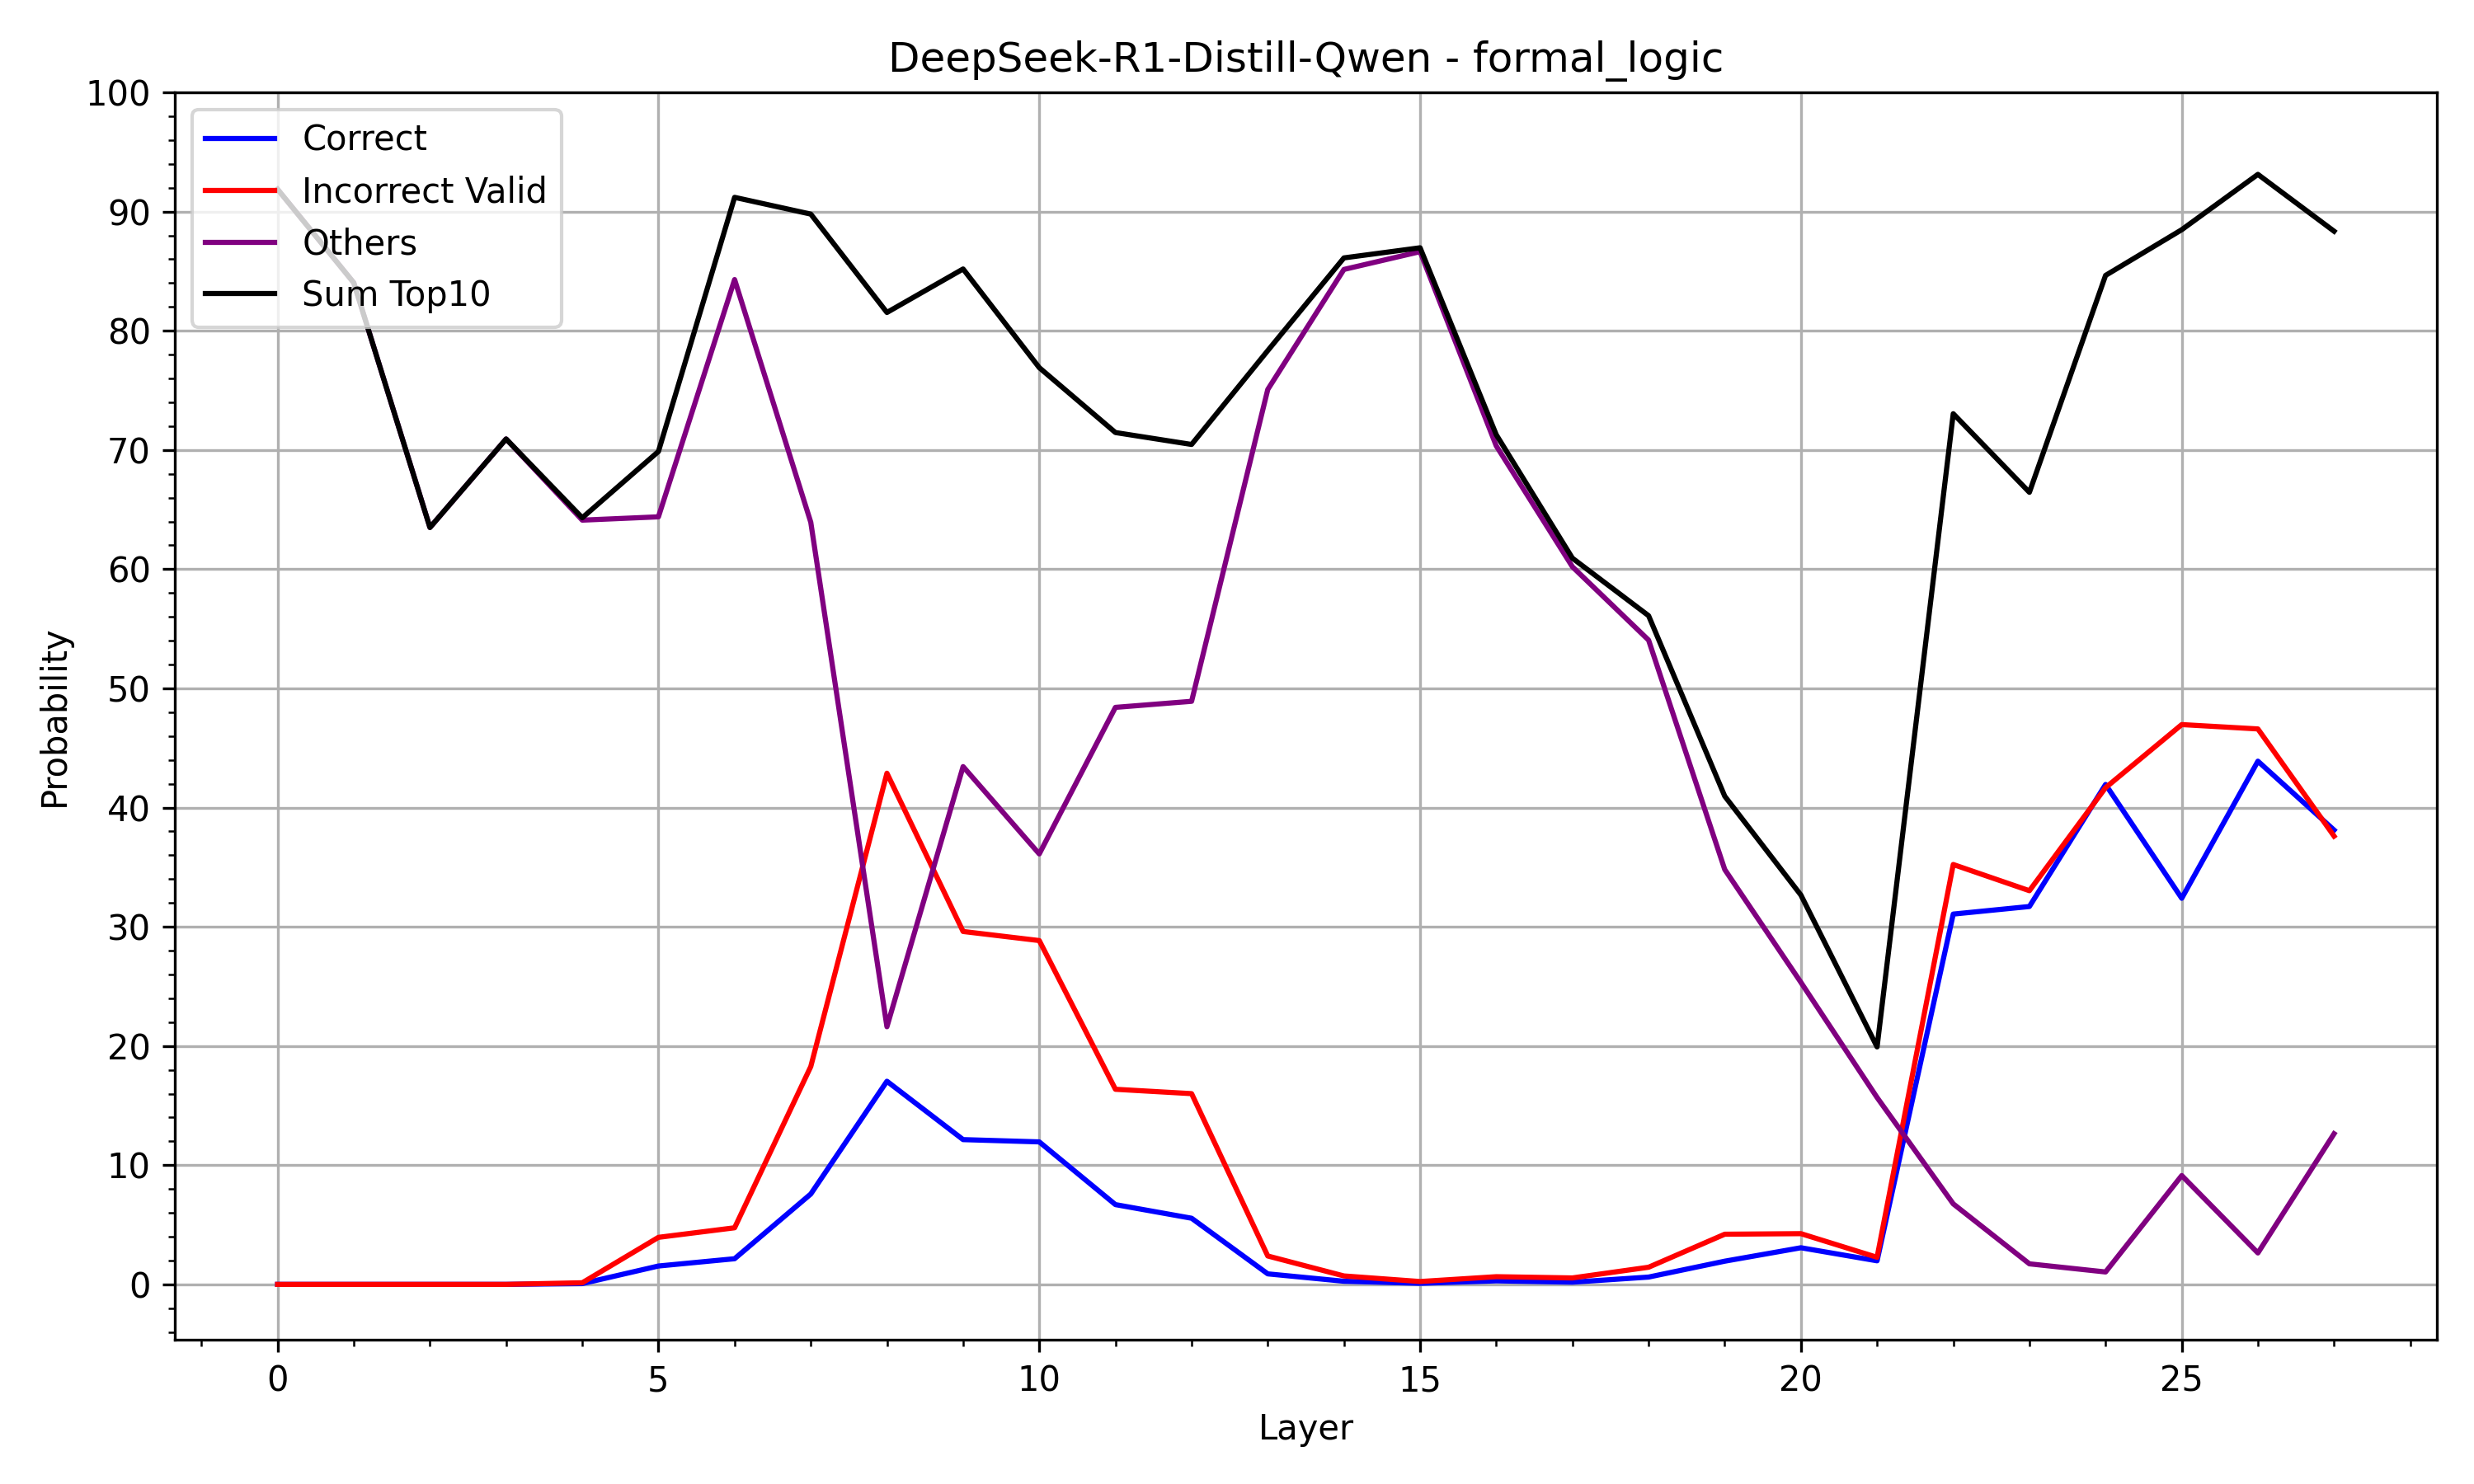 DeepSeek-R1-Distill-Qwen - formal_logic
100
90
80
70
60
50
40
30
20
10
0
Probability
Correct
Incorrect Valid
Others
Sum Top10
0 5 10 15 20 25
Layer